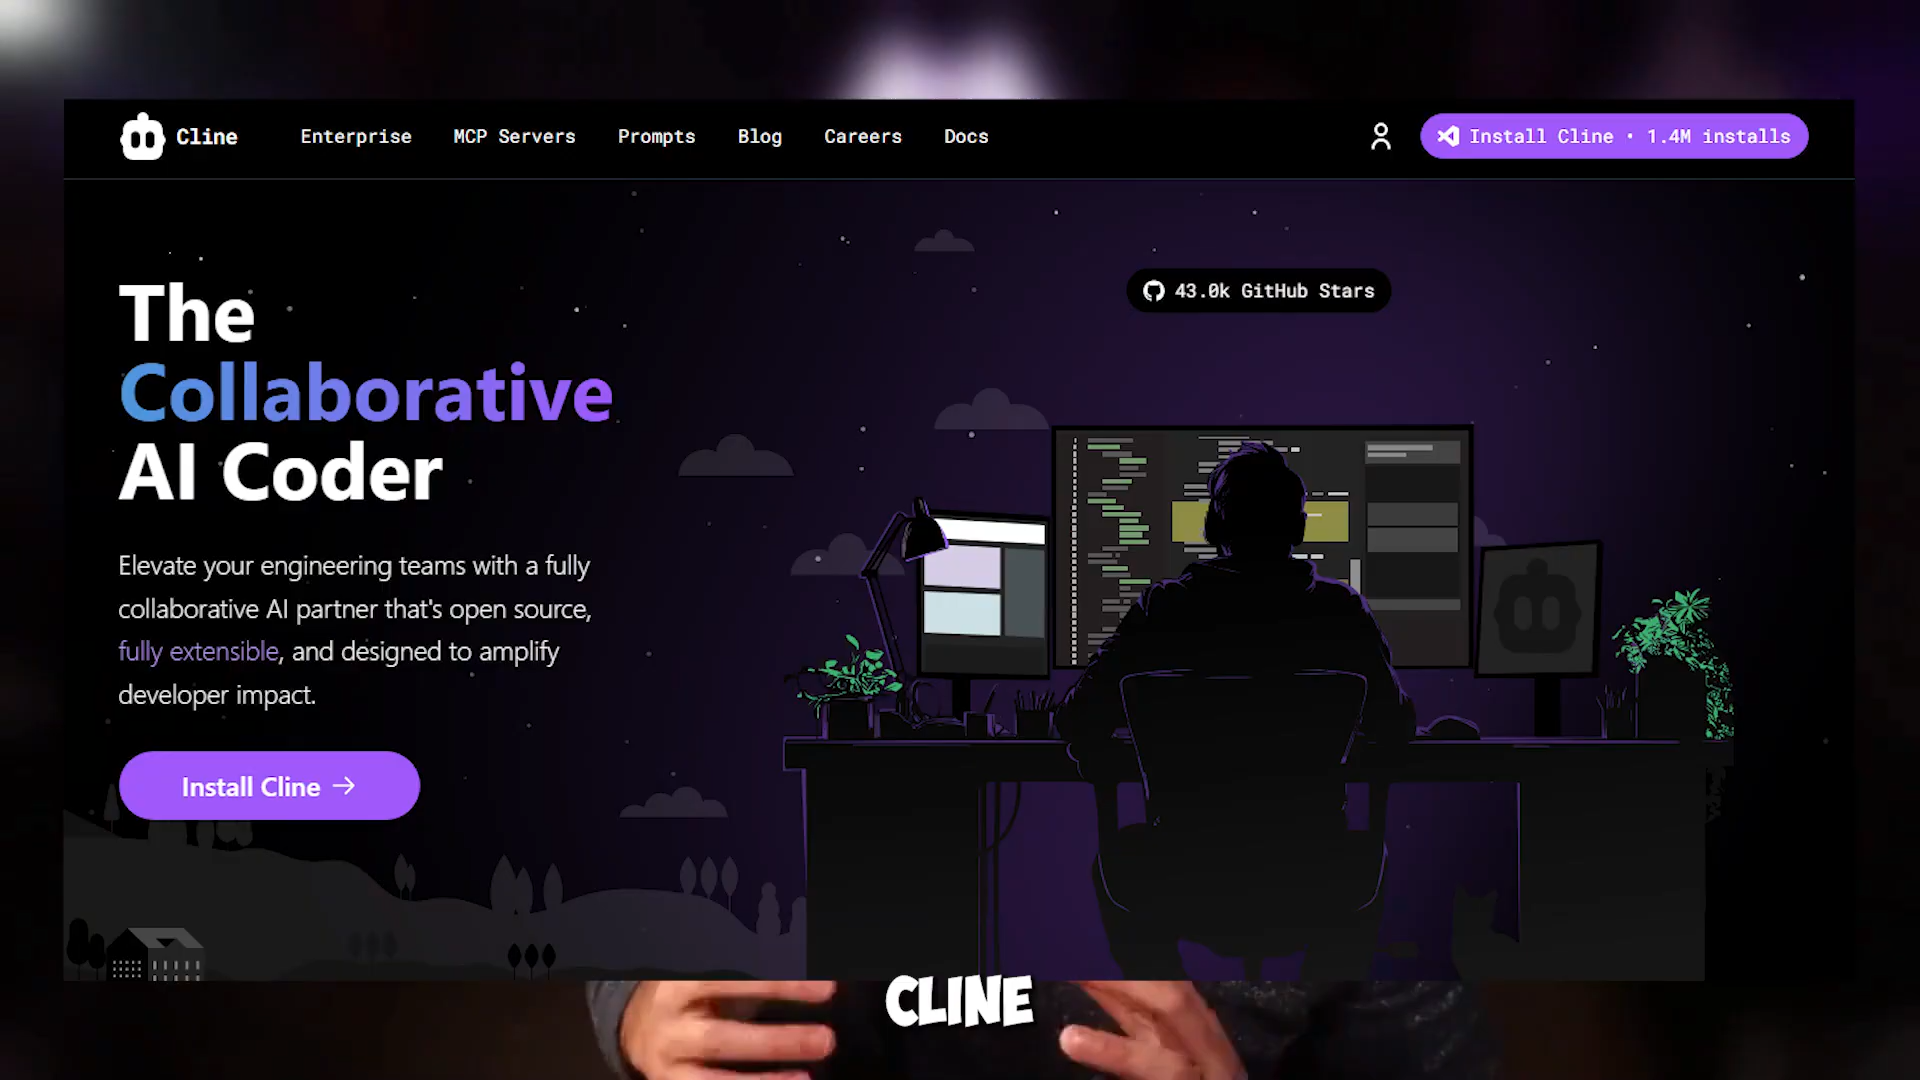 Cline
Enterprise
MCP Servers
Prompts
Blog
Careers
Docs
Install Cline • 1.4M installs
43.0k GitHub Stars
The
Collaborative
AI Coder
Elevate your engineering teams with a fully
collaborative AI partner that's open source,
fully extensible, and designed to amplify
developer impact.
Install Cline →
CLINE